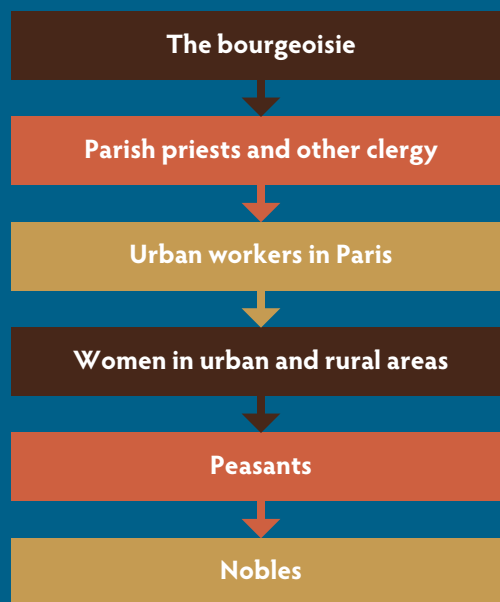 The bourgeoisie
Parish priests and other clergy
Urban workers in Paris
Women in urban and rural areas
Peasants
Nobles